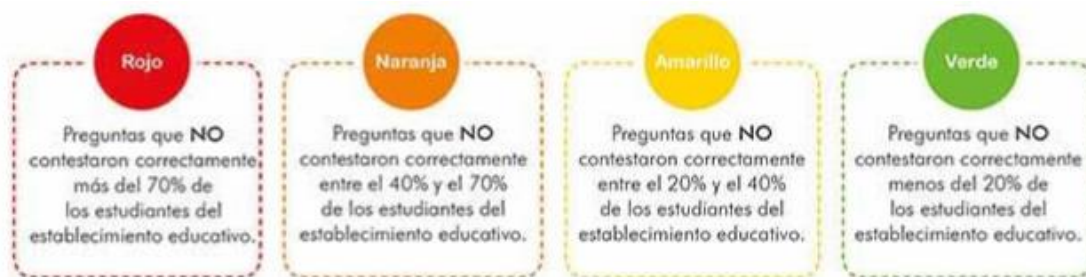 Rojo
Preguntas que NO
contestaron correctamente
más del 70% de
los estudiantes del
establecimiento educativo.
Naranja
Preguntas que NO
contestaron correctamente
entre el 40% y el 70%
de los estudiantes del
establecimiento educativo.
Amarillo
Preguntas que NO
contestaron correctamente
entre el 20% y el 40%
de los estudiantes del
establecimiento educativo.
Verde
Preguntas que NO
contestaron correctamente
menos del 20% de
los estudiantes del
establecimiento educativo.